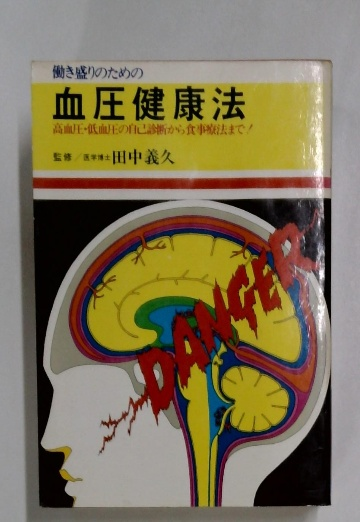 働き盛りのための
血圧健康法
高血圧・低血圧の自己診断から食事療法まで!
監修/医学博士 田中義久
DANGER